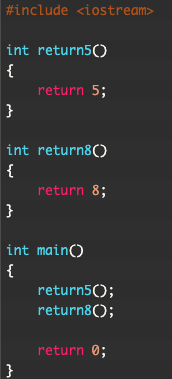 #include <iostream>

int return5()
{
    return 5;
}

int return8()
{
    return 8;
}

int main()
{
    return5();
    return8();

    return 0;
}